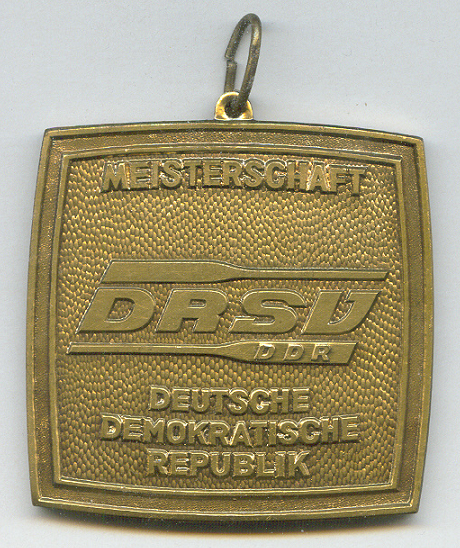 MEISTERSCHAFT
DRSV
DDR
DEUTSCHE
DEMOKRATISCHE
REPUBLIK